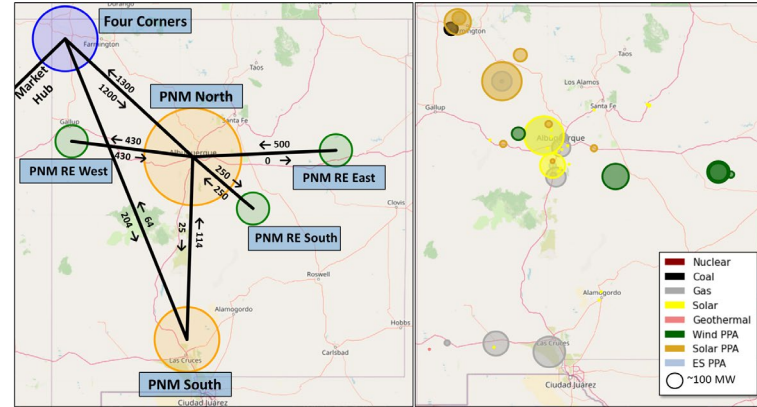 Durango
Four Corners
Farmington
Market
Hub
←1300
1200→
Taos
PNM North
Gallup
Santa Fe
← 430
430 →
Albuquerque
← 500
0 →
PNM RE West
PNM RE East
250 →
← 250
← 64
204 →
PNM RE South
Clovis
25 →
← 114
Roswell
Alamogordo
Hobbs
Las Cruces
Carlsbad
PNM South
Ciudad Juárez
Taos
Los Alamos
Gallup
Santa Fe
Alamogordo
Las Cruces
Ciudad Juárez
Nuclear
Coal
Gas
Solar
Geothermal
Wind PPA
Solar PPA
ES PPA
~100 MW